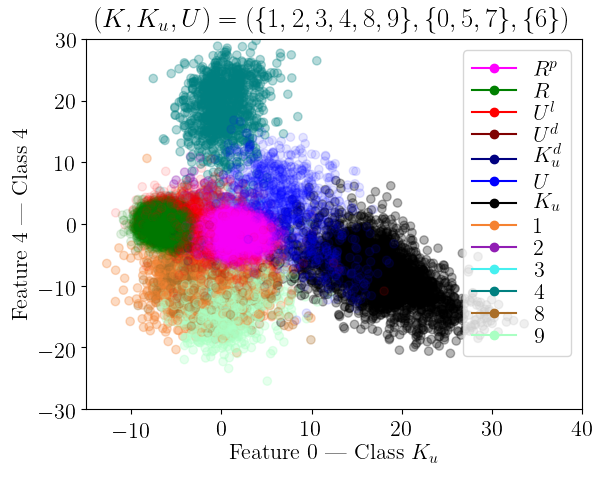 (K, K_u, U) = ({1, 2, 3, 4, 8, 9}, {0, 5, 7}, {6})
30
20
10
0
−10
−20
−30
Feature 4 — Class 4
R^p
R
U^l
U^d
K_u^d
U
K_u
1
2
3
4
8
9
−10
0
10
20
30
40
Feature 0 — Class K_u